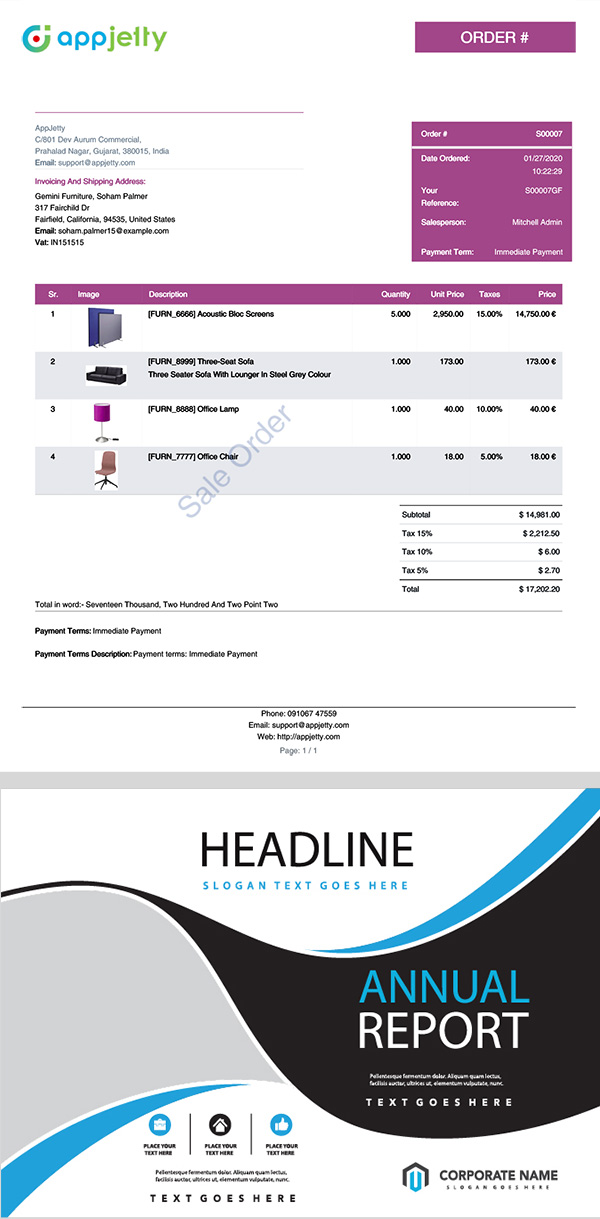 appjetty
ORDER #
AppJetty
C/801 Dev Aurum Commercial,
Prahalad Nagar, Gujarat, 380015, India
Email: support@appjetty.com
Invoicing And Shipping Address:
Gemini Furniture, Soham Palmer
317 Fairchild Dr
Fairfield, California, 94535, United States
Email: soham.palmer15@example.com
Vat: IN151515
Order # S00007
Date Ordered: 01/27/2020
10:22:29
Your S00007GF
Reference:
Salesperson: Mitchell Admin
Payment Term: Immediate Payment
Sr. Image Description Quantity Unit Price Taxes Price
1 [FURN_6666] Acoustic Bloc Screens 5.000 2,950.00 15.00% 14,750.00 €
2 [FURN_8999] Three-Seat Sofa 1.000 173.00 173.00 €
Three Seater Sofa With Lounger In Steel Grey Colour
3 [FURN_8888] Office Lamp 1.000 40.00 10.00% 40.00 €
4 [FURN_7777] Office Chair 1.000 18.00 5.00% 18.00 €
Sale Order
Subtotal $ 14,981.00
Tax 15% $ 2,212.50
Tax 10% $ 6.00
Tax 5% $ 2.70
Total $ 17,202.20
Total in word:- Seventeen Thousand, Two Hundred And Two Point Two
Payment Terms: Immediate Payment
Payment Terms Description: Payment terms: Immediate Payment
Phone: 091067 47559
Email: support@appjetty.com
Web: http://appjetty.com
Page: 1 / 1
HEADLINE
SLOGAN TEXT GOES HERE
ANNUAL
REPORT
Pellentesque fermentum dolor. Aliquam quam lectus,
facilisis auctor, ultrices ut, elementum vulputate, nunc.
TEXT GOES HERE
PLACE YOUR
TEXT HERE
PLACE YOUR
TEXT HERE
PLACE YOUR
TEXT HERE
Pellentesque fermentum dolor. Aliquam quam lectus,
facilisis auctor, ultrices ut, elementum vulputate, nunc.
TEXT GOES HERE
CORPORATE NAME
SLOGAN GOES HERE